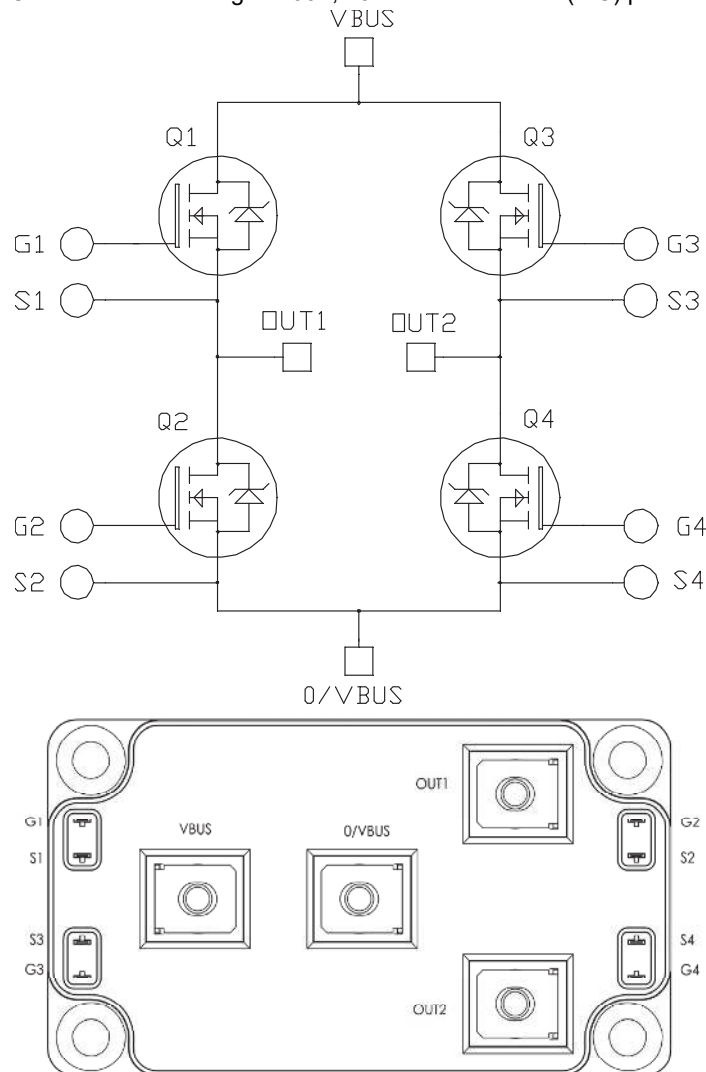 VBUS
Q1 Q3
G1 G3
S1 S3
OUT1 OUT2
Q2 Q4
G2 G4
S2 S4
0/VBUS
OUT1
G1 G2
VBUS 0/VBUS
S1 S2
S3 S4
G3 G4
OUT2